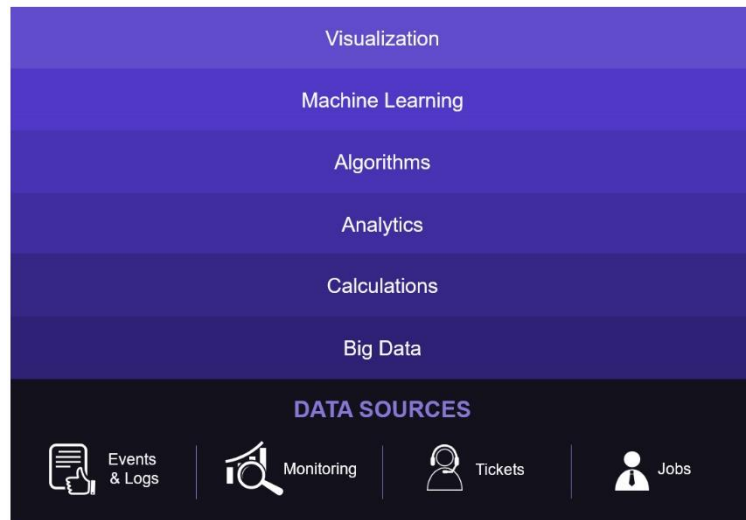 Visualization
Machine Learning
Algorithms
Analytics
Calculations
Big Data
DATA SOURCES
Events
& Logs
Monitoring
Tickets
Jobs